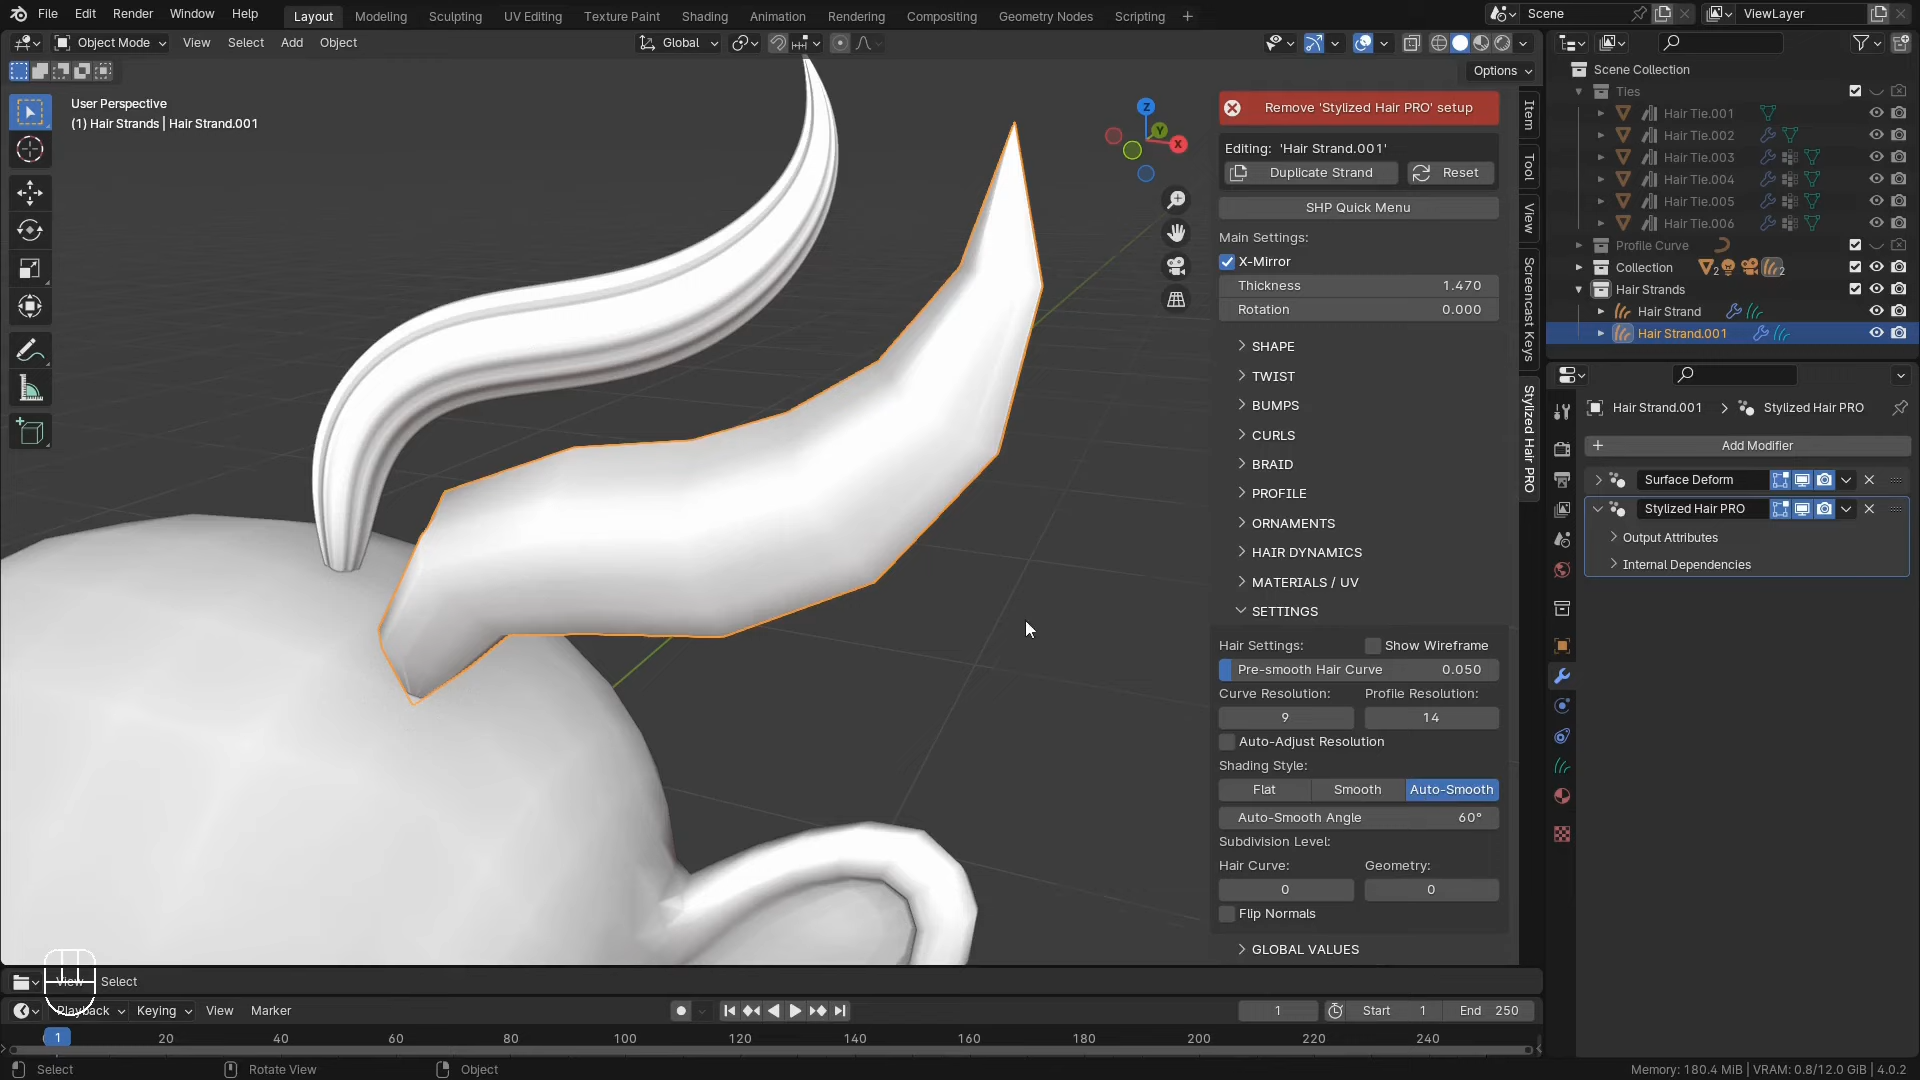 File Edit Render Window Help Layout Modeling Sculpting UV Editing Texture Paint Shading Animation Rendering Compositing Geometry Nodes Scripting + Scene ViewLayer
Object Mode View Select Add Object Global
Options
User Perspective
(1) Hair Strands | Hair Strand.001
Z
Y
X
Remove 'Stylized Hair PRO' setup
Editing: 'Hair Strand.001'
Duplicate Strand Reset
SHP Quick Menu
Main Settings:
X-Mirror
Thickness 1.470
Rotation 0.000
SHAPE
TWIST
BUMPS
CURLS
BRAID
PROFILE
ORNAMENTS
HAIR DYNAMICS
MATERIALS / UV
SETTINGS
Hair Settings: Show Wireframe
Pre-smooth Hair Curve 0.050
Curve Resolution: Profile Resolution:
9 14
Auto-Adjust Resolution
Shading Style:
Flat Smooth Auto-Smooth
Auto-Smooth Angle 60°
Subdivision Level:
Hair Curve: Geometry:
0 0
Flip Normals
GLOBAL VALUES
Item
Tool
View
Screencast Keys
Stylized Hair PRO
Scene Collection
Ties
Hair Tie.001
Hair Tie.002
Hair Tie.003
Hair Tie.004
Hair Tie.005
Hair Tie.006
Profile Curve
Collection 2 2
Hair Strands
Hair Strand
Hair Strand.001
Hair Strand.001 > Stylized Hair PRO
+ Add Modifier
Surface Deform
Stylized Hair PRO
Output Attributes
Internal Dependencies
View Select
Playback Keying View Marker 1 Start 1 End 250
1 20 40 60 80 100 120 140 160 180 200 220 240
Select Rotate View Object Memory: 180.4 MiB | VRAM: 0.8/12.0 GiB | 4.0.2